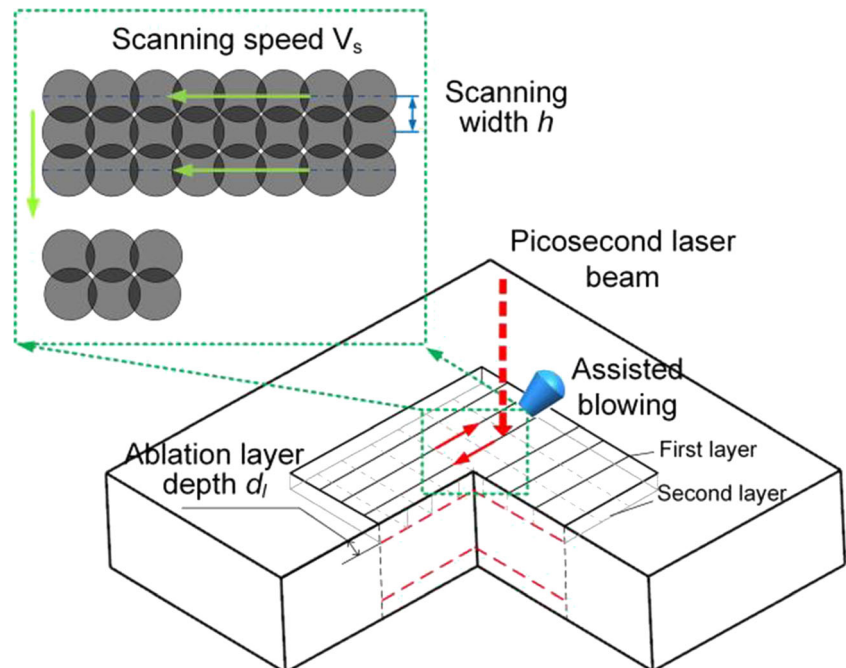 Scanning speed Vₛ
Scanning
width h
Picosecond laser
beam
Assisted
blowing
Ablation layer
depth dₗ
First layer
Second layer